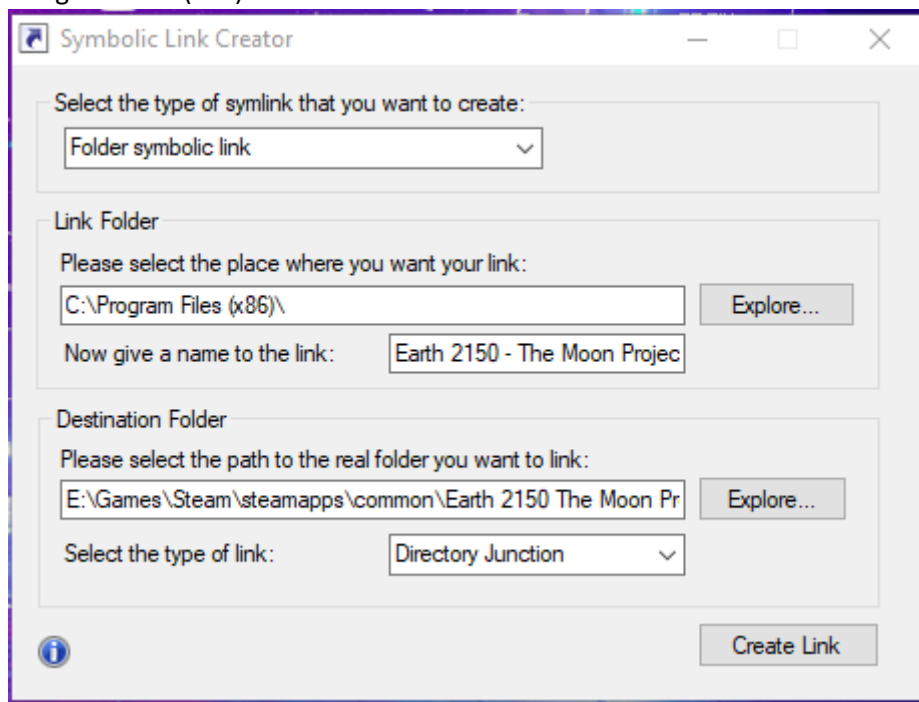 Symbolic Link Creator
Select the type of symlink that you want to create:
Folder symbolic link
Link Folder
Please select the place where you want your link:
C:\Program Files (x86)\
Explore...
Now give a name to the link:
Earth 2150 - The Moon Projec
Destination Folder
Please select the path to the real folder you want to link:
E:\Games\Steam\steamapps\common\Earth 2150 The Moon Pr
Explore...
Select the type of link:
Directory Junction
Create Link